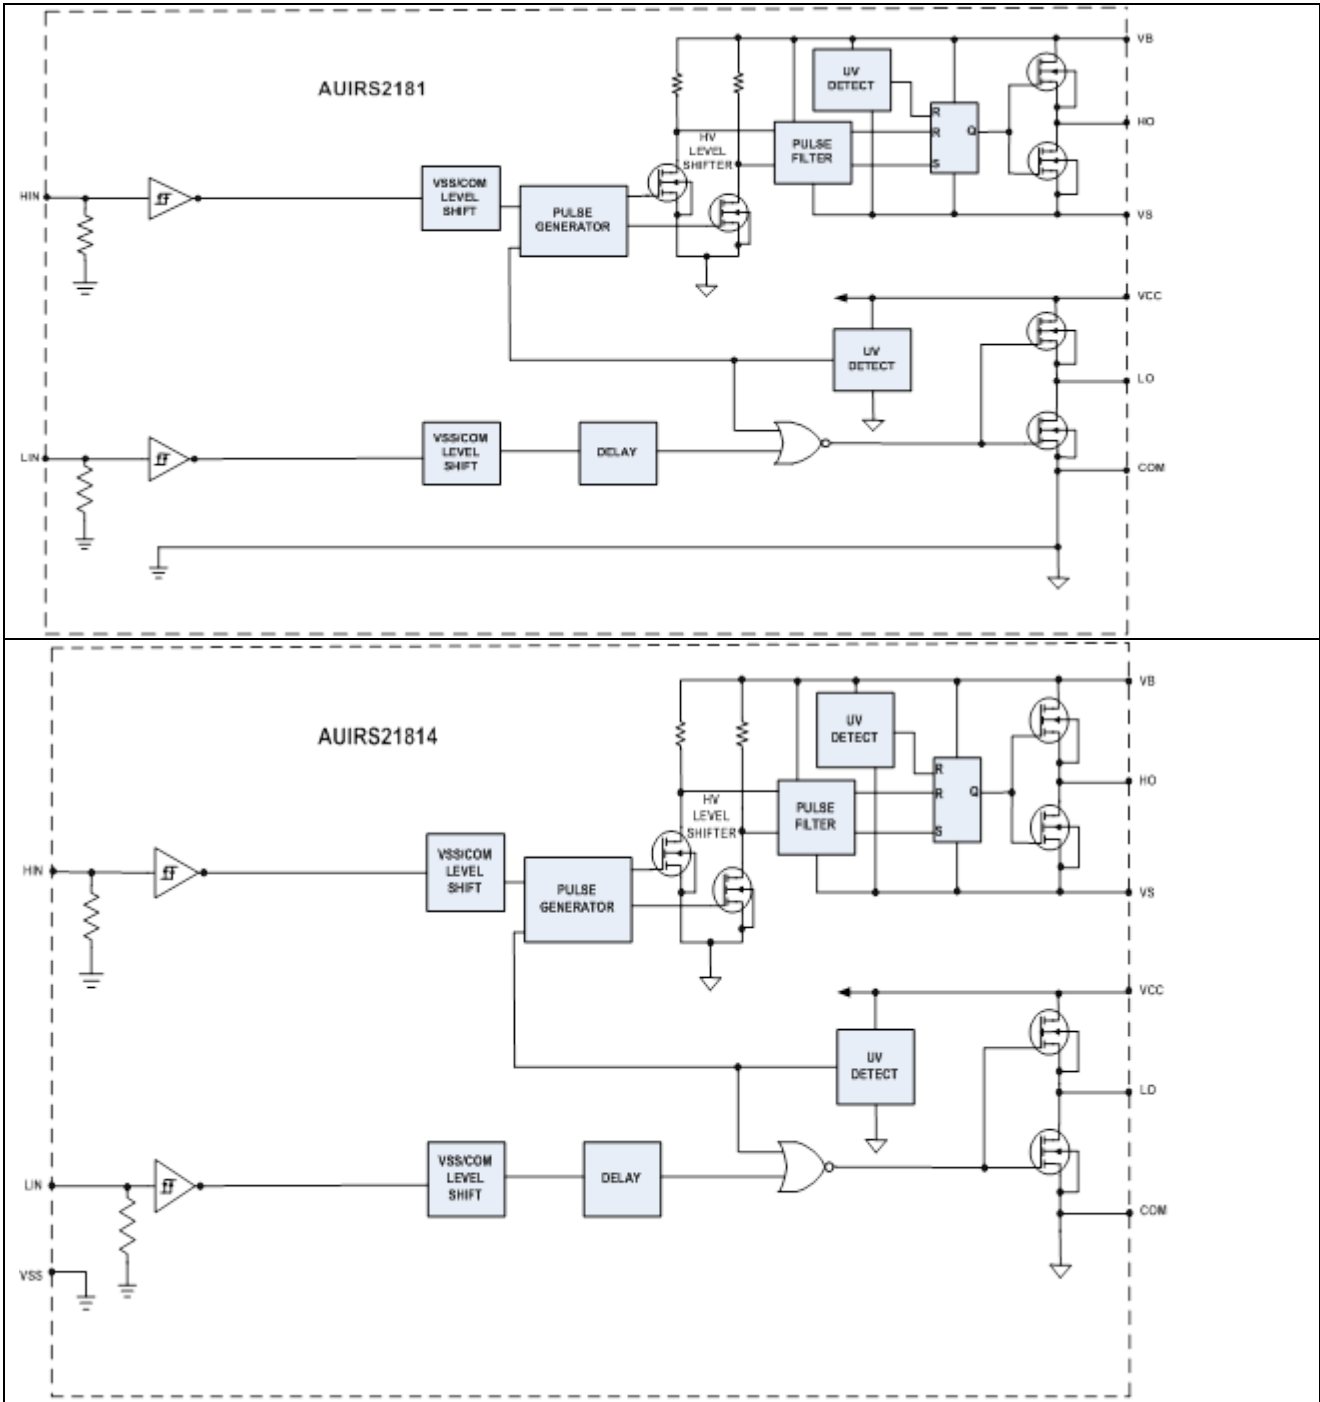 AUIRS2181
VB
UV
DETECT
R
R
Q
S
HO
HV
LEVEL
SHIFTER
PULSE
FILTER
HIN
VSS/COM
LEVEL
SHIFT
PULSE
GENERATOR
VS
VCC
UV
DETECT
LO
LIN
VSS/COM
LEVEL
SHIFT
DELAY
COM
AUIRS21814
VB
UV
DETECT
R
R
Q
S
HO
HV
LEVEL
SHIFTER
PULSE
FILTER
HIN
VSS/COM
LEVEL
SHIFT
PULSE
GENERATOR
VS
VCC
UV
DETECT
LO
LIN
VSS/COM
LEVEL
SHIFT
DELAY
COM
VSS